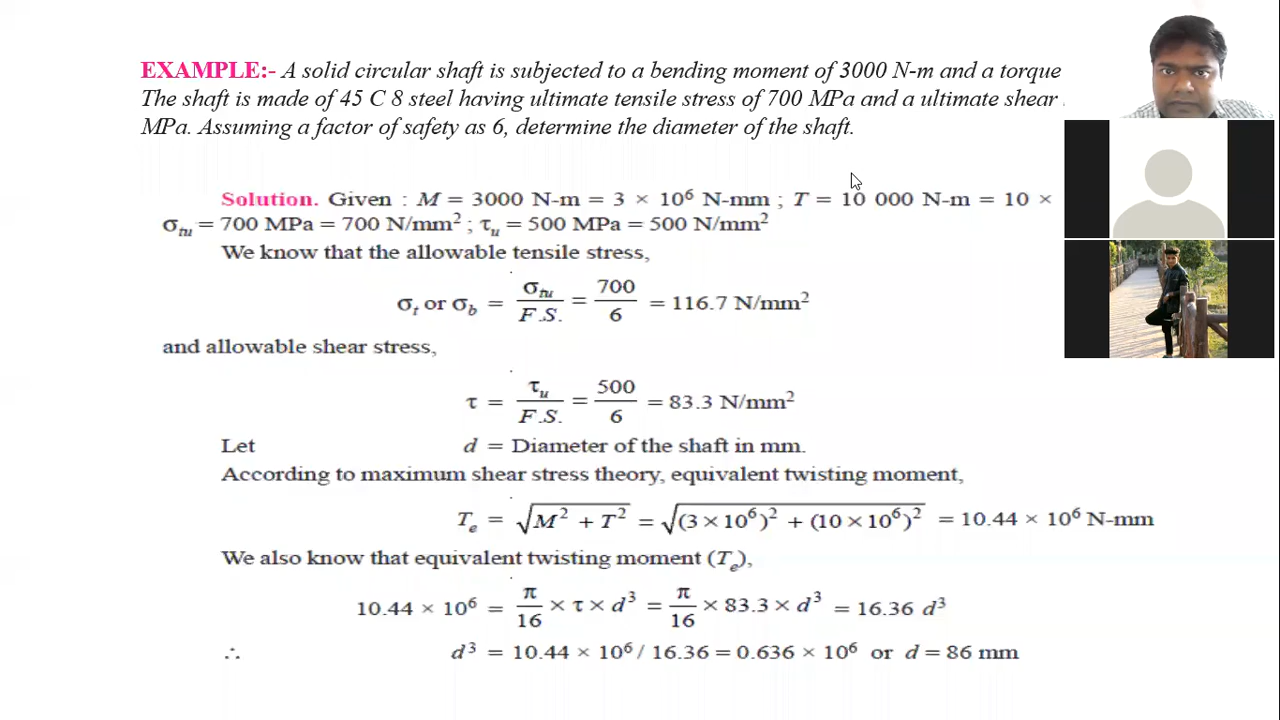 EXAMPLE:- A solid circular shaft is subjected to a bending moment of 3000 N-m and a torque
The shaft is made of 45 C 8 steel having ultimate tensile stress of 700 MPa and a ultimate shear
MPa. Assuming a factor of safety as 6, determine the diameter of the shaft.
Solution. Given : M = 3000 N-m = 3 × 10⁶ N-mm ; T = 10 000 N-m = 10 ×
σₜᵤ = 700 MPa = 700 N/mm² ; τᵤ = 500 MPa = 500 N/mm²
We know that the allowable tensile stress,
σₜ or σ_b = σₜᵤ / F.S. = 700 / 6 = 116.7 N/mm²
and allowable shear stress,
τ = τᵤ / F.S. = 500 / 6 = 83.3 N/mm²
Let d = Diameter of the shaft in mm.
According to maximum shear stress theory, equivalent twisting moment,
Tₑ = √(M² + T²) = √((3 × 10⁶)² + (10 × 10⁶)²) = 10.44 × 10⁶ N-mm
We also know that equivalent twisting moment (Tₑ),
10.44 × 10⁶ = π/16 × τ × d³ = π/16 × 83.3 × d³ = 16.36 d³
∴ d³ = 10.44 × 10⁶ / 16.36 = 0.636 × 10⁶ or d = 86 mm